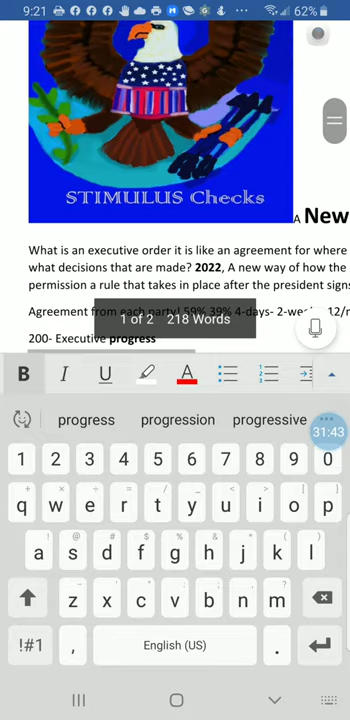 9:21
62%
STIMULUS Checks
A New
What is an executive order it is like an agreement for where
what decisions that are made? 2022, A new way of how the
permission a rule that takes in place after the president signs
Agreement from each party! 59% 39% 4-days- 2-
1 of 2 218 Words
200- Executive progress
B I U A
progress progression progressive
31:43
1 2 3 4 5 6 7 8 9 0
q w e r t y u i o p
a s d f g h j k l
z x c v b n m
!#1 , English (US) .